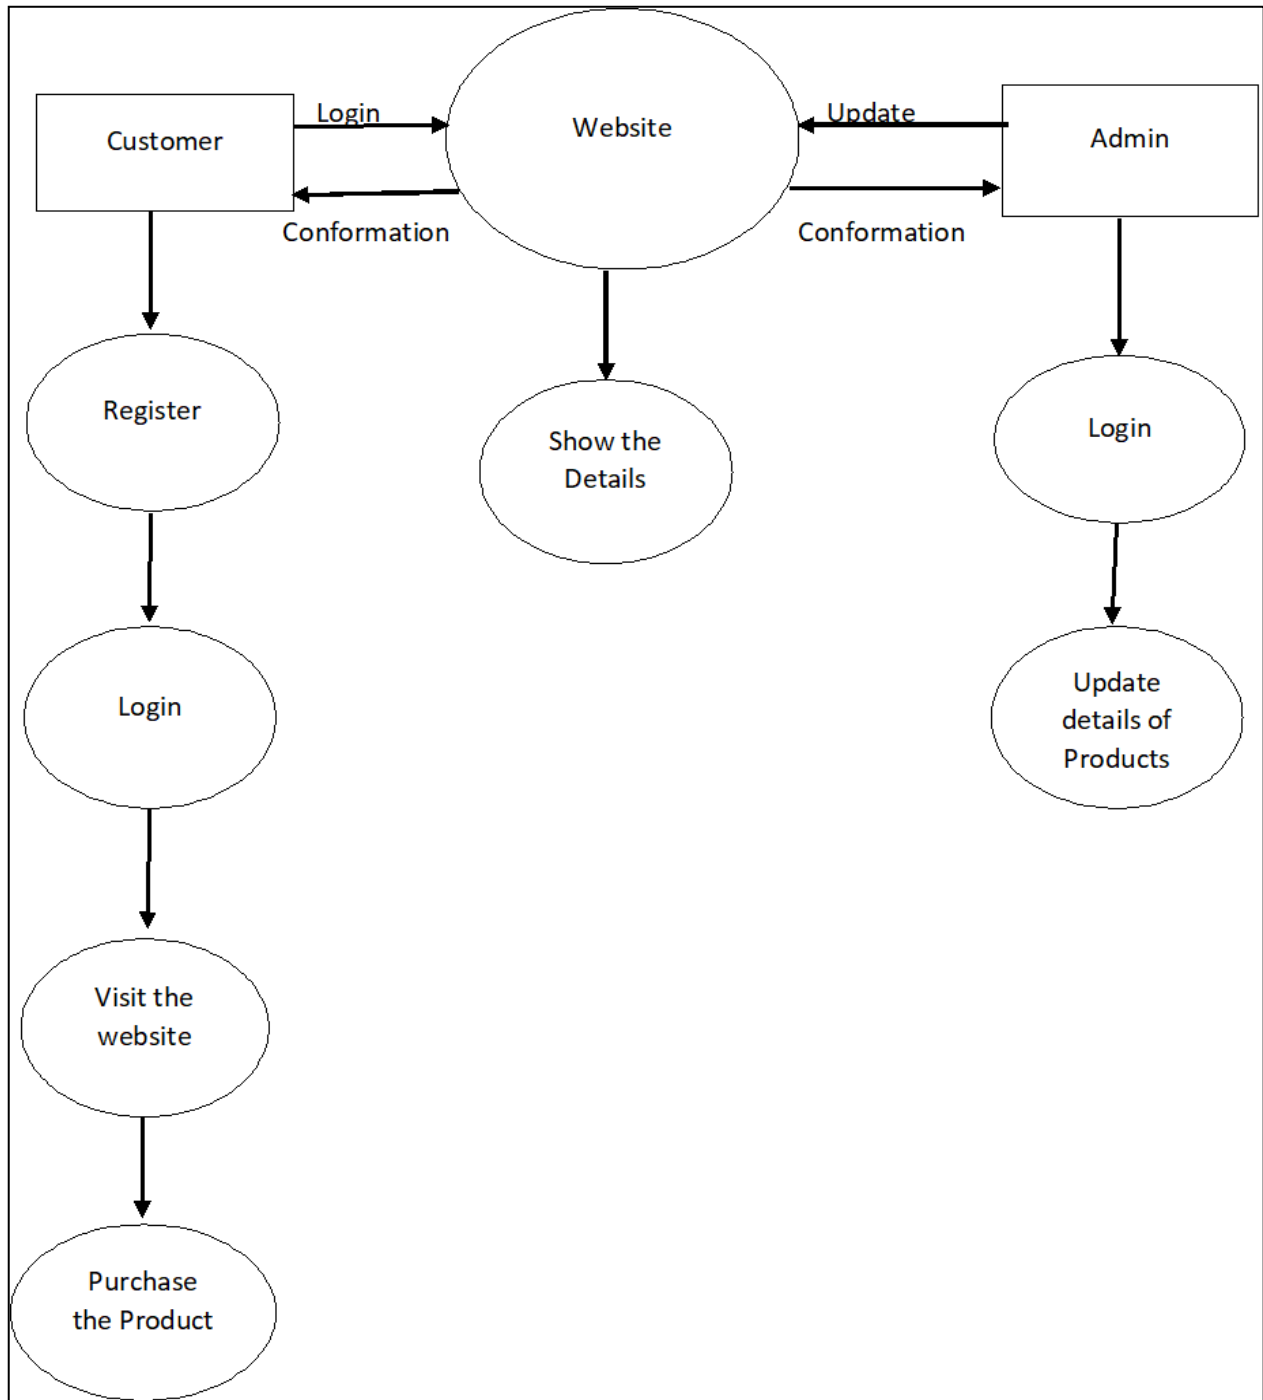 Login
Website
Update
Customer
Admin
Conformation
Conformation
Register
Show the
Details
Login
Login
Update
details of
Products
Visit the
website
Purchase
the Product